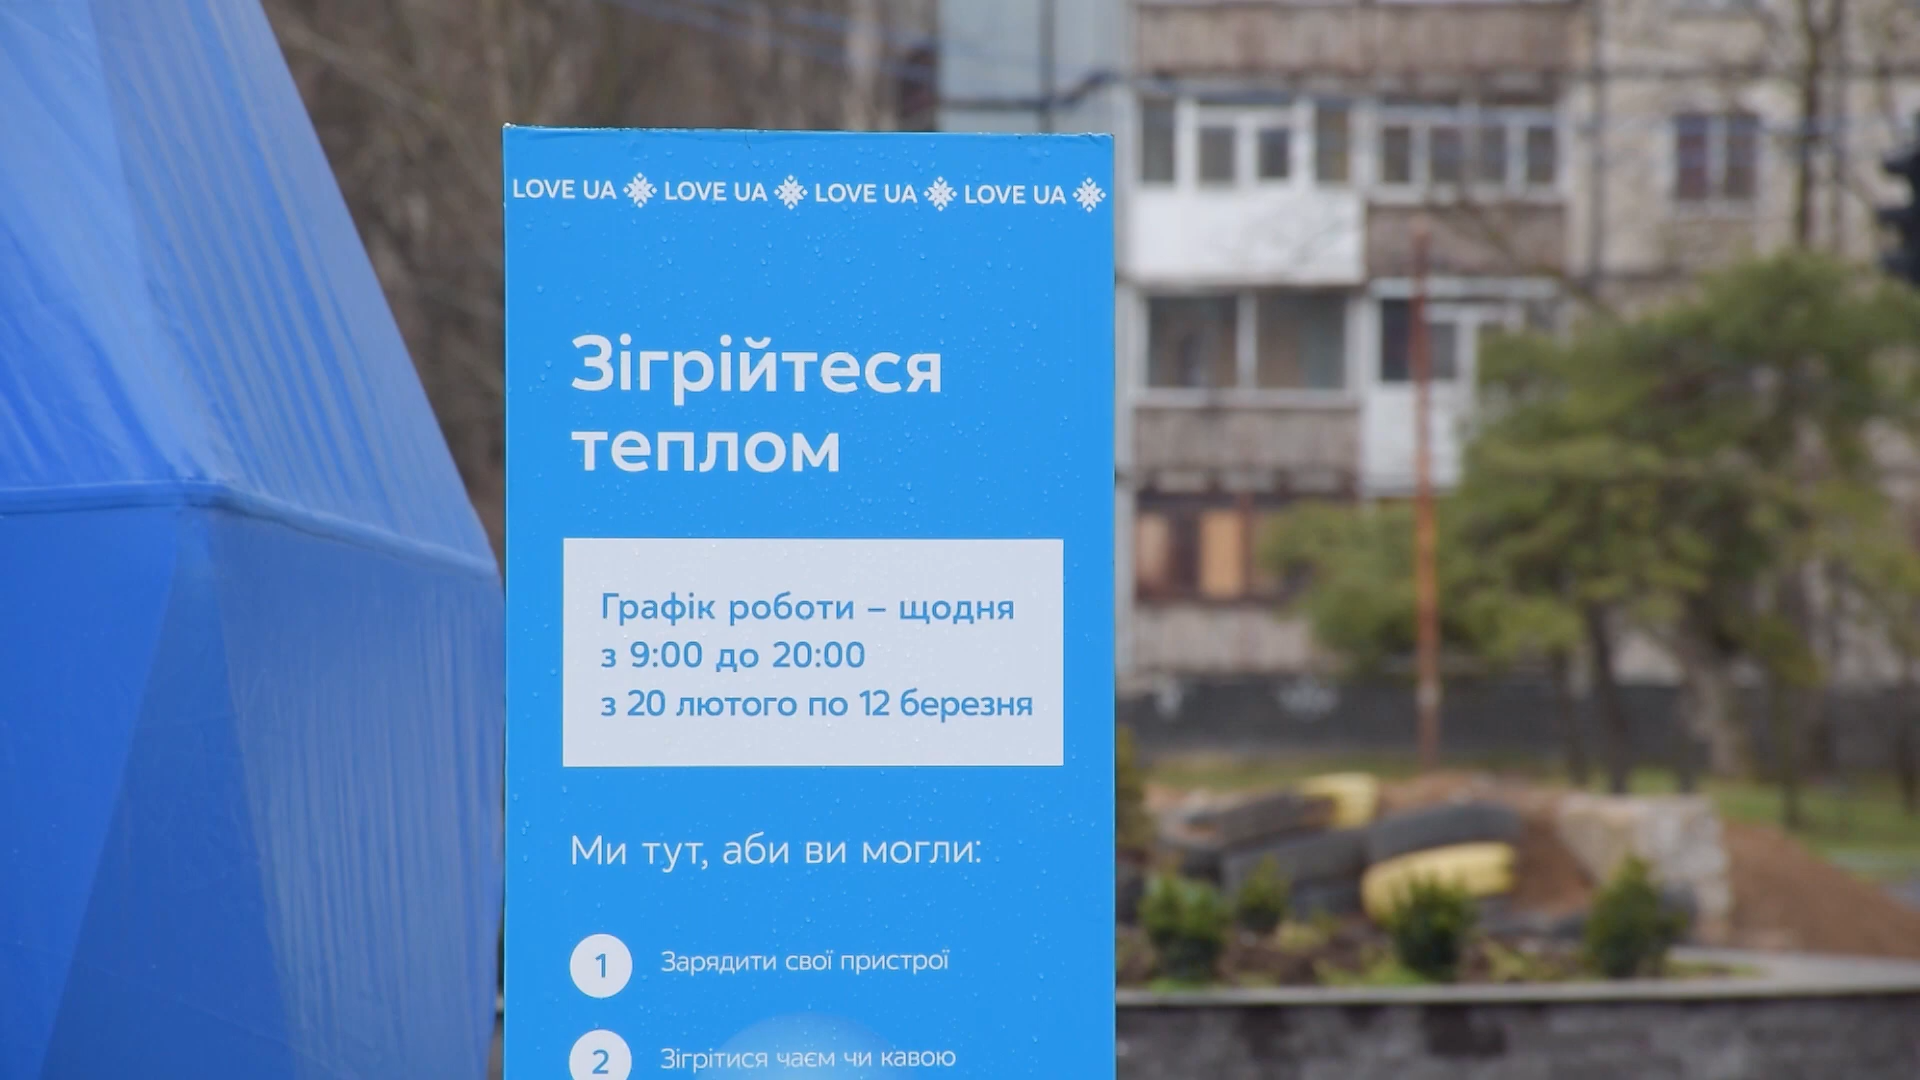 LOVE UA LOVE UA LOVE UA LOVE UA
Зігрійтеся
теплом
Графік роботи – щодня
з 9:00 до 20:00
з 20 лютого по 12 березня
Ми тут, аби ви могли:
1 Зарядити свої пристрої
2 Зігрітися чаєм чи кавою